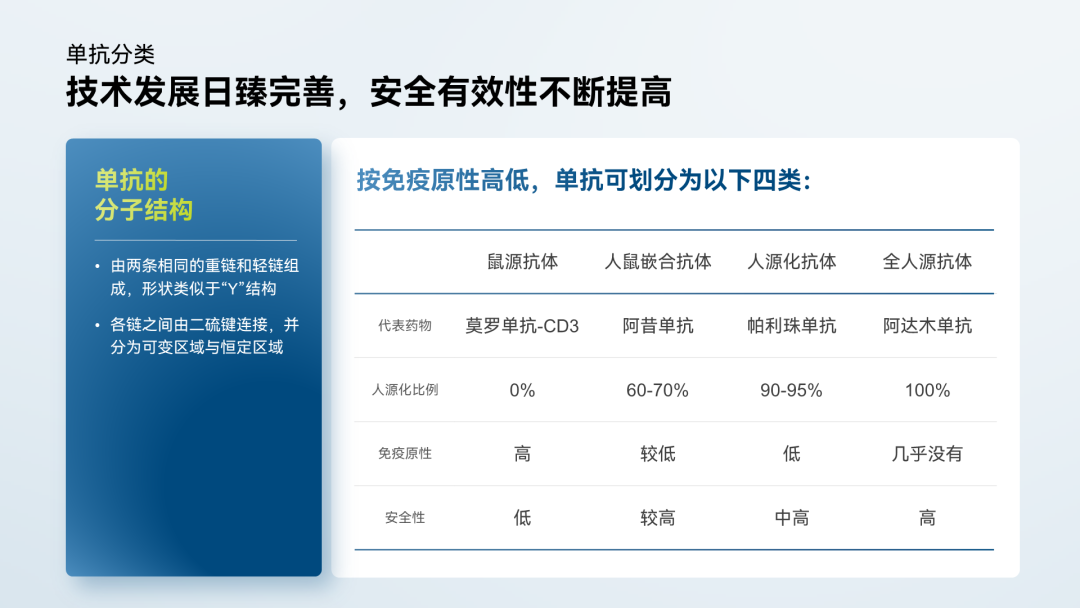 单抗分类
技术发展日臻完善，安全有效性不断提高
单抗的
分子结构
• 由两条相同的重链和轻链组
成，形状类似于“Y”结构
• 各链之间由二硫键连接，并
分为可变区域与恒定区域
按免疫原性高低，单抗可划分为以下四类：
鼠源抗体 人鼠嵌合抗体 人源化抗体 全人源抗体
代表药物 莫罗单抗-CD3 阿昔单抗 帕利珠单抗 阿达木单抗
人源化比例 0% 60-70% 90-95% 100%
免疫原性 高 较低 低 几乎没有
安全性 低 较高 中高 高